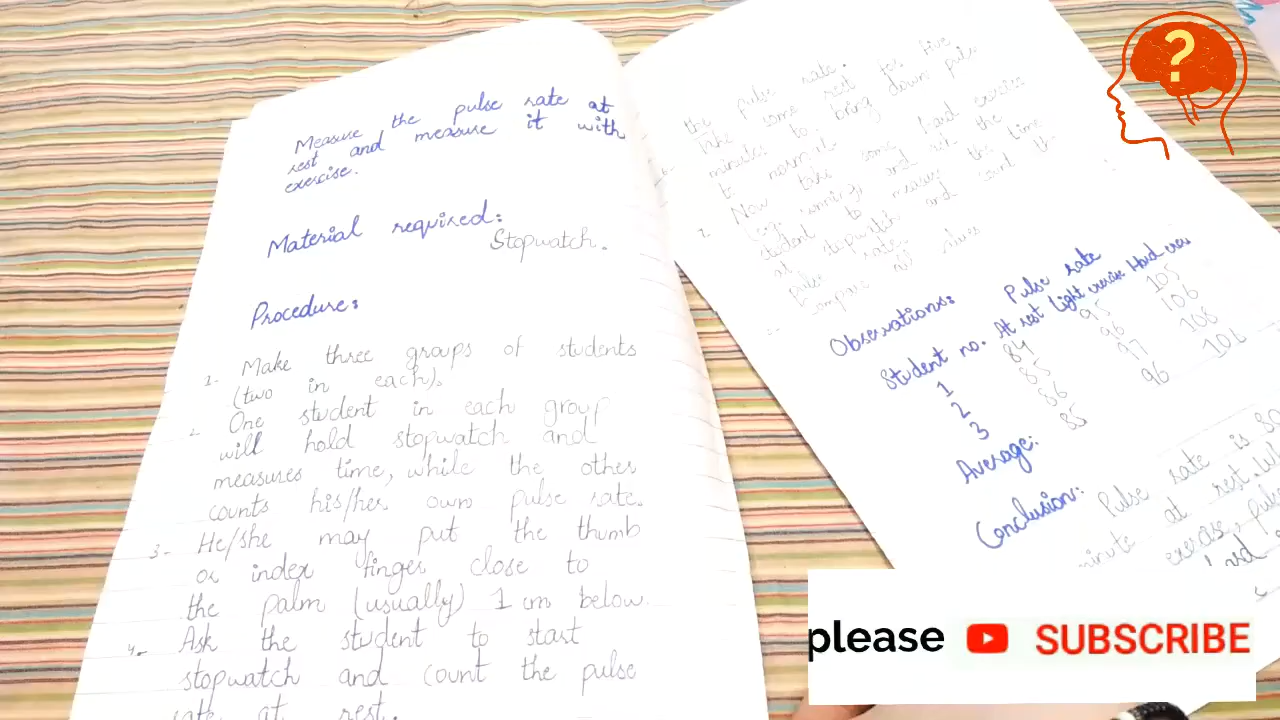 Measure the pulse rate at
rest and measure it with
exercise.
Material required:
Stopwatch.
Procedure:
1. Make three groups of students
(two in each).
2. One student in each group
will hold stopwatch and
measures time, while the other
counts his/her own pulse rate.
3- He/she may put the thumb
or index finger close to
the palm (usually) 1 cm below.
4- Ask the student to start
stopwatch and count the pulse
rate at rest.
the pulse rate.
6- Take some rest for five
minutes to bring down pulse
to normal.
7. Now take some hard exercise
and ask the
student to measure the time
at stopwatch and count the
pulse rate.
Compare all
Observations:
Pulse rate
Student no. At rest light exercise Hard exer
1 84 95 105
2 85 96 106
3 86 97 108
Average: 85 96 106
Conclusion:
Pulse rate is 80
minute at rest.
exercise, pulse
hard
?
please SUBSCRIBE